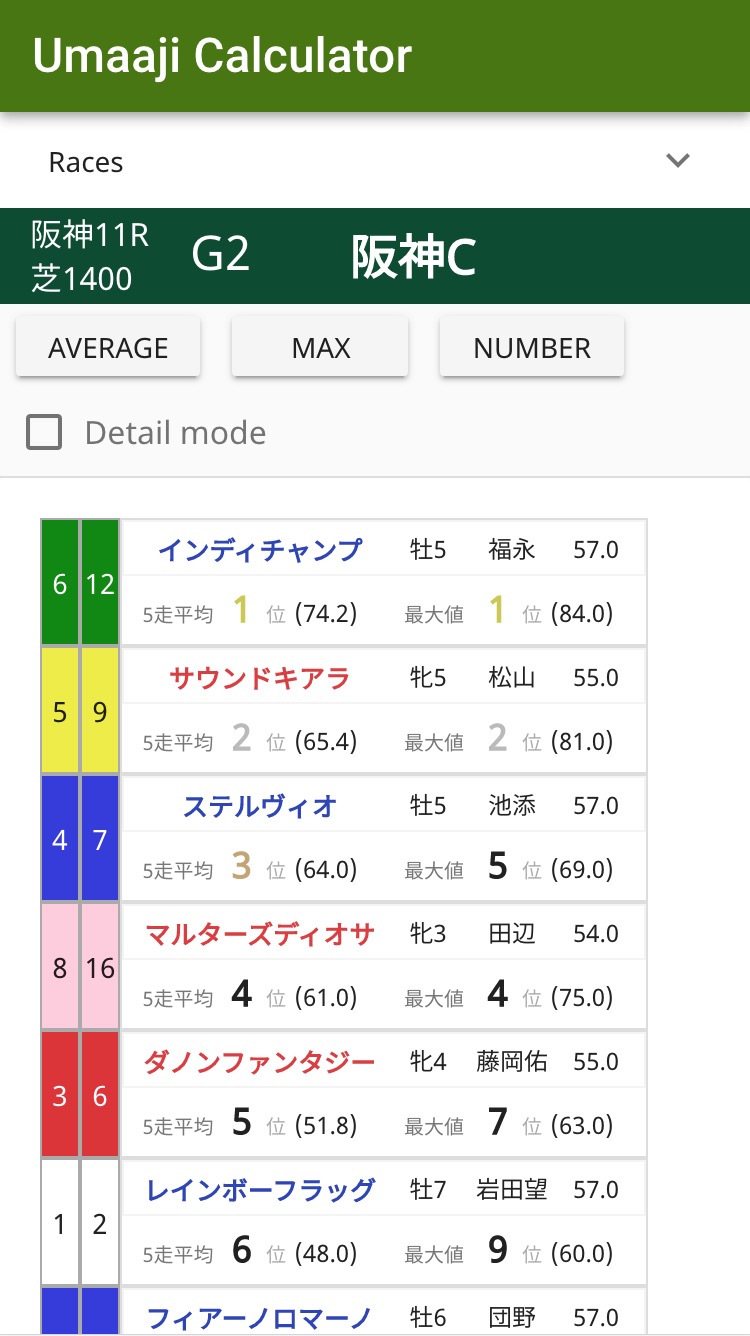 Umaaji Calculator
Races
阪神11R
芝1400
G2
阪神C
AVERAGE
MAX
NUMBER
Detail mode
6 12 インディチャンプ 牡5 福永 57.0
5走平均 1 位 (74.2) 最大値 1 位 (84.0)
5 9 サウンドキアラ 牝5 松山 55.0
5走平均 2 位 (65.4) 最大値 2 位 (81.0)
4 7 ステルヴィオ 牡5 池添 57.0
5走平均 3 位 (64.0) 最大値 5 位 (69.0)
8 16 マルターズディオサ 牝3 田辺 54.0
5走平均 4 位 (61.0) 最大値 4 位 (75.0)
3 6 ダノンファンタジー 牝4 藤岡佑 55.0
5走平均 5 位 (51.8) 最大値 7 位 (63.0)
1 2 レインボーフラッグ 牡7 岩田望 57.0
5走平均 6 位 (48.0) 最大値 9 位 (60.0)
フィアーノロマーノ 牡6 団野 57.0